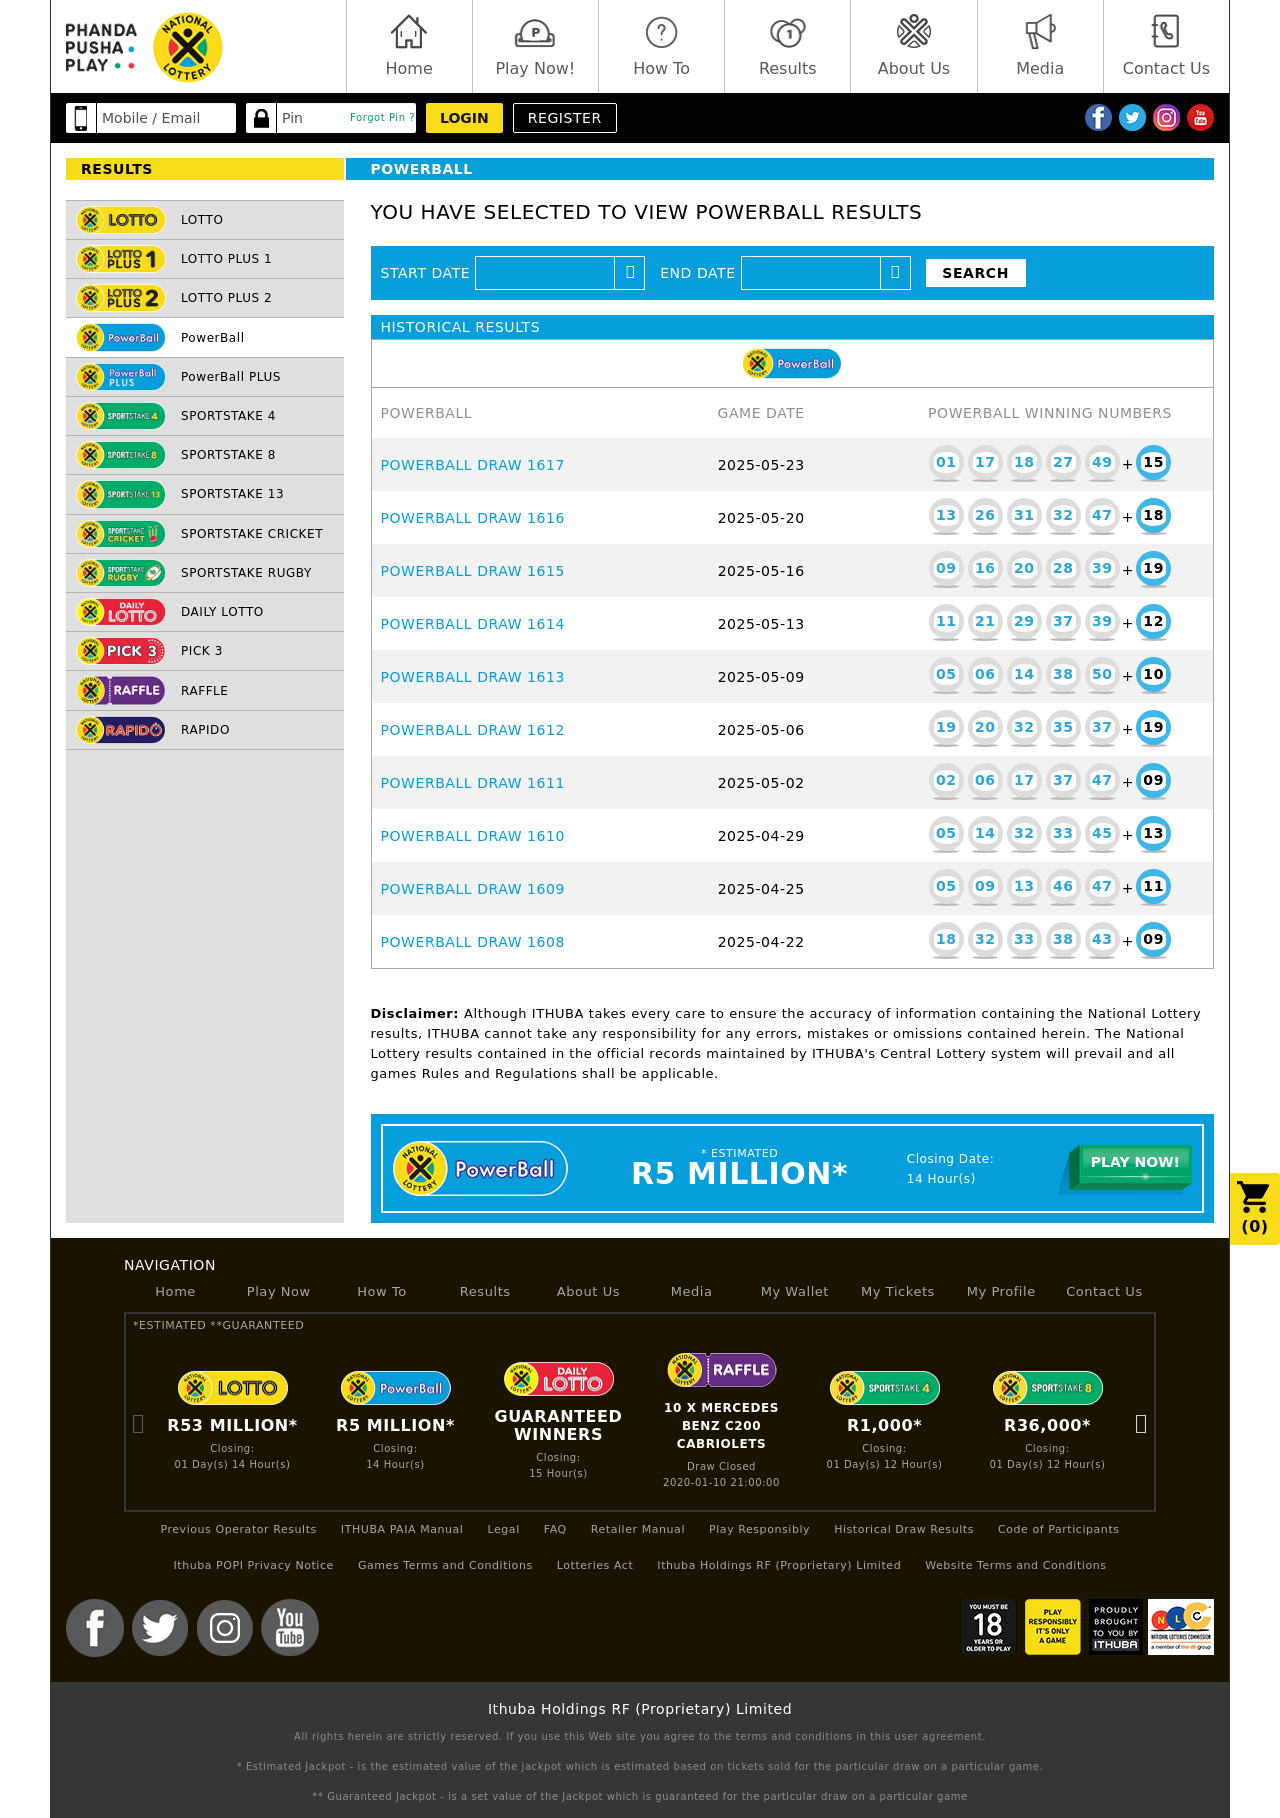 PHANDA
PUSHA
PLAY
NATIONAL
LOTTERY
Home
Play Now!
How To
Results
About Us
Media
Contact Us
Mobile / Email
Pin
Forgot Pin ?
LOGIN
REGISTER
RESULTS
POWERBALL
LOTTO LOTTO
LOTTO PLUS 1 LOTTO PLUS 1
LOTTO PLUS 2 LOTTO PLUS 2
PowerBall PowerBall
PowerBall PLUS PowerBall PLUS
SPORTSTAKE 4 SPORTSTAKE 4
SPORTSTAKE 8 SPORTSTAKE 8
SPORTSTAKE 13 SPORTSTAKE 13
SPORTSTAKE CRICKET SPORTSTAKE CRICKET
SPORTSTAKE RUGBY SPORTSTAKE RUGBY
DAILY LOTTO DAILY LOTTO
PICK 3 PICK 3
RAFFLE RAFFLE
RAPIDO RAPIDO
YOU HAVE SELECTED TO VIEW POWERBALL RESULTS
START DATE END DATE SEARCH
HISTORICAL RESULTS
PowerBall
POWERBALL GAME DATE POWERBALL WINNING NUMBERS
POWERBALL DRAW 1617 2025-05-23 01 17 18 27 49 + 15
POWERBALL DRAW 1616 2025-05-20 13 26 31 32 47 + 18
POWERBALL DRAW 1615 2025-05-16 09 16 20 28 39 + 19
POWERBALL DRAW 1614 2025-05-13 11 21 29 37 39 + 12
POWERBALL DRAW 1613 2025-05-09 05 06 14 38 50 + 10
POWERBALL DRAW 1612 2025-05-06 19 20 32 35 37 + 19
POWERBALL DRAW 1611 2025-05-02 02 06 17 37 47 + 09
POWERBALL DRAW 1610 2025-04-29 05 14 32 33 45 + 13
POWERBALL DRAW 1609 2025-04-25 05 09 13 46 47 + 11
POWERBALL DRAW 1608 2025-04-22 18 32 33 38 43 + 09
Disclaimer: Although ITHUBA takes every care to ensure the accuracy of information containing the National Lottery
results, ITHUBA cannot take any responsibility for any errors, mistakes or omissions contained herein. The National
Lottery results contained in the official records maintained by ITHUBA's Central Lottery system will prevail and all
games Rules and Regulations shall be applicable.
NATIONAL LOTTERY PowerBall
* ESTIMATED
R5 MILLION*
Closing Date:
14 Hour(s)
PLAY NOW!
(0)
NAVIGATION
Home Play Now How To Results About Us Media My Wallet My Tickets My Profile Contact Us
*ESTIMATED **GUARANTEED
LOTTO
R53 MILLION*
Closing:
01 Day(s) 14 Hour(s)
PowerBall
R5 MILLION*
Closing:
14 Hour(s)
DAILY LOTTO
GUARANTEED
WINNERS
Closing:
15 Hour(s)
RAFFLE
10 X MERCEDES
BENZ C200
CABRIOLETS
Draw Closed
2020-01-10 21:00:00
SPORTSTAKE 4
R1,000*
Closing:
01 Day(s) 12 Hour(s)
SPORTSTAKE 8
R36,000*
Closing:
01 Day(s) 12 Hour(s)
Previous Operator Results ITHUBA PAIA Manual Legal FAQ Retailer Manual Play Responsibly Historical Draw Results Code of Participants
Ithuba POPI Privacy Notice Games Terms and Conditions Lotteries Act Ithuba Holdings RF (Proprietary) Limited Website Terms and Conditions
You
Tube
YOU MUST BE
18
YEARS OR
OLDER TO PLAY
PLAY
RESPONSIBLY
IT'S ONLY
A GAME
PROUDLY
BROUGHT
TO YOU BY
ITHUBA
NLC
NATIONAL LOTTERIES COMMISSION
a member of the dti group
Ithuba Holdings RF (Proprietary) Limited
All rights herein are strictly reserved. If you use this Web site you agree to the terms and conditions in this user agreement.
* Estimated Jackpot - is the estimated value of the jackpot which is estimated based on tickets sold for the particular draw on a particular game.
** Guaranteed Jackpot - is a set value of the Jackpot which is guaranteed for the particular draw on a particular game